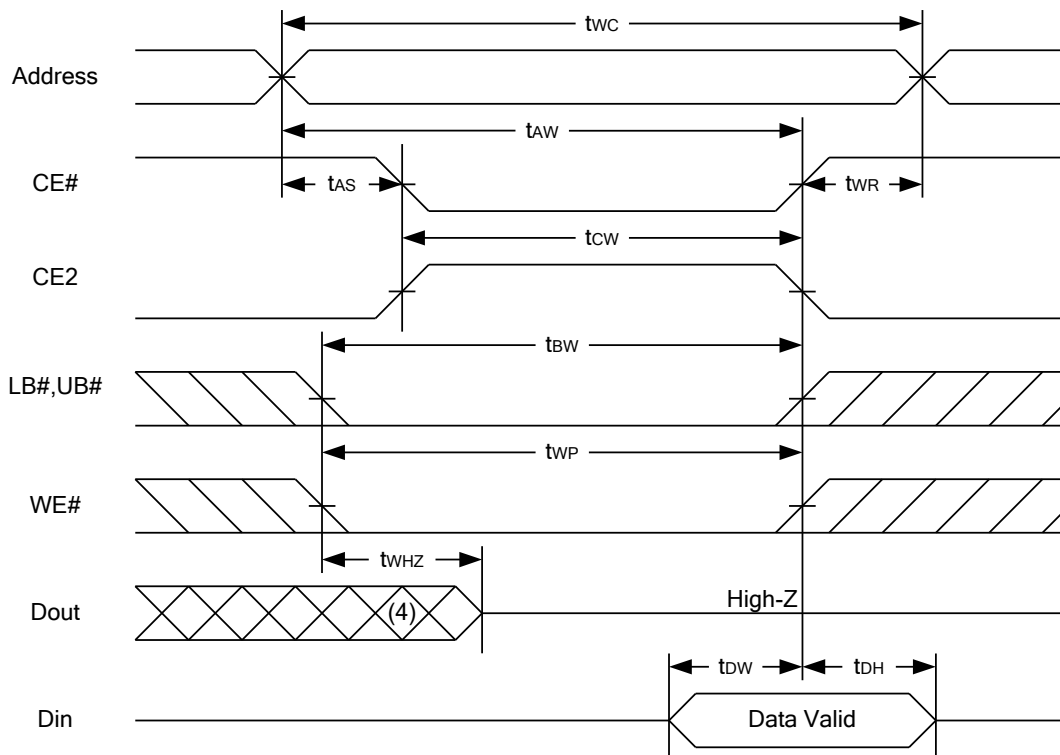 tWC
Address
tAW
CE#
tAS
tWR
tCW
CE2
tBW
LB#,UB#
tWP
WE#
tWHZ
Dout
(4)
High-Z
tDW
tDH
Din
Data Valid